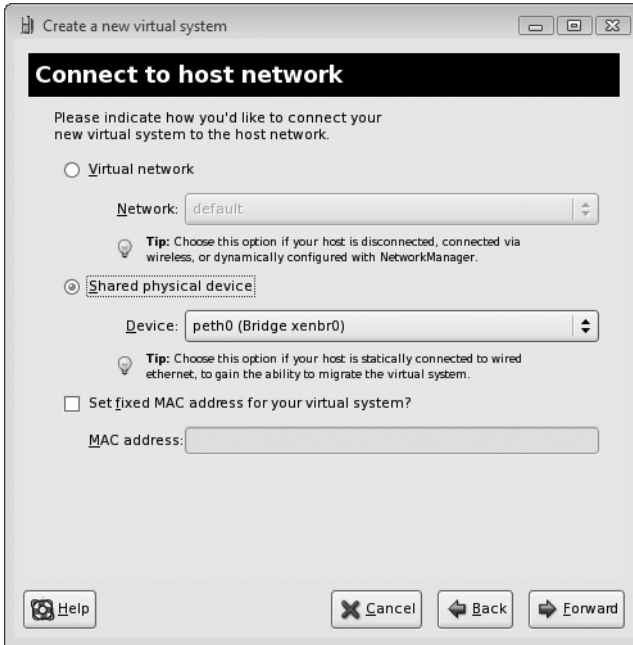 Create a new virtual system
Connect to host network
Please indicate how you'd like to connect your
new virtual system to the host network.
Virtual network
Network: default
Tip: Choose this option if your host is disconnected, connected via
wireless, or dynamically configured with NetworkManager.
Shared physical device
Device: peth0 (Bridge xenbr0)
Tip: Choose this option if your host is statically connected to wired
ethernet, to gain the ability to migrate the virtual system.
Set fixed MAC address for your virtual system?
MAC address:
Help Cancel Back Forward